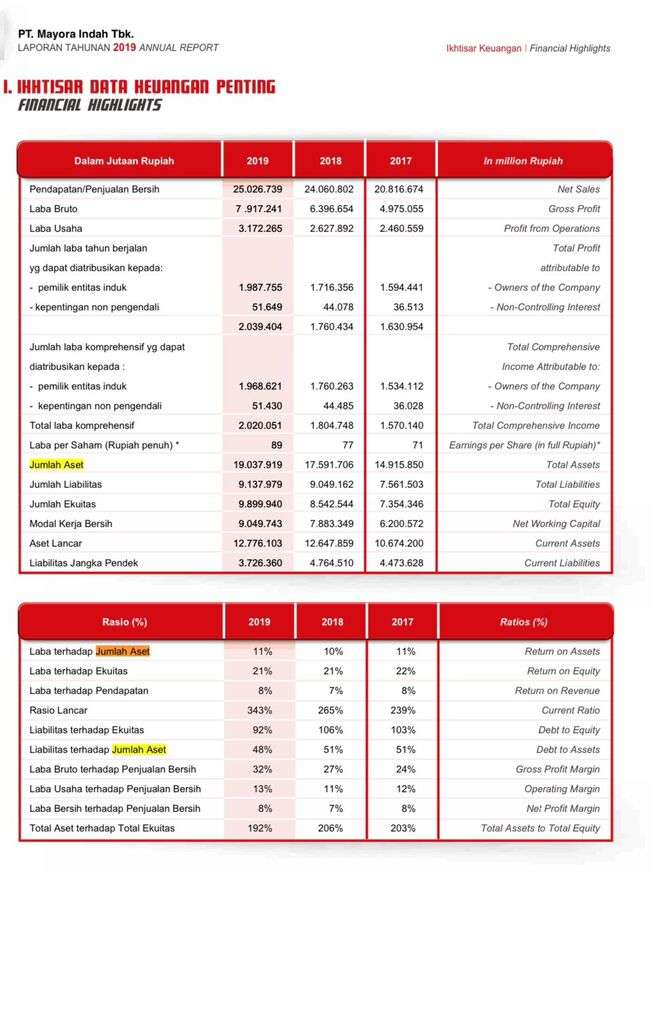 PT. Mayora Indah Tbk.
LAPORAN TAHUNAN 2019 ANNUAL REPORT
Ikhtisar Keuangan | Financial Highlights
I. IKHTISAR DATA KEUANGAN PENTING
FINANCIAL HIGHLIGHTS
Dalam Jutaan Rupiah 2019 2018 2017 In million Rupiah
Pendapatan/Penjualan Bersih 25.026.739 24.060.802 20.816.674 Net Sales
Laba Bruto 7 .917.241 6.396.654 4.975.055 Gross Profit
Laba Usaha 3.172.265 2.627.892 2.460.559 Profit from Operations
Jumlah laba tahun berjalan Total Profit
yg dapat diatribusikan kepada: attributable to
- pemilik entitas induk 1.987.755 1.716.356 1.594.441 - Owners of the Company
- kepentingan non pengendali 51.649 44.078 36.513 - Non-Controlling Interest
2.039.404 1.760.434 1.630.954
Jumlah laba komprehensif yg dapat Total Comprehensive
diatribusikan kepada : Income Attributable to:
- pemilik entitas induk 1.968.621 1.760.263 1.534.112 - Owners of the Company
- kepentingan non pengendali 51.430 44.485 36.028 - Non-Controlling Interest
Total laba komprehensif 2.020.051 1.804.748 1.570.140 Total Comprehensive Income
Laba per Saham (Rupiah penuh) * 89 77 71 Earnings per Share (in full Rupiah)*
Jumlah Aset 19.037.919 17.591.706 14.915.850 Total Assets
Jumlah Liabilitas 9.137.979 9.049.162 7.561.503 Total Liabilities
Jumlah Ekuitas 9.899.940 8.542.544 7.354.346 Total Equity
Modal Kerja Bersih 9.049.743 7.883.349 6.200.572 Net Working Capital
Aset Lancar 12.776.103 12.647.859 10.674.200 Current Assets
Liabilitas Jangka Pendek 3.726.360 4.764.510 4.473.628 Current Liabilities
Rasio (%) 2019 2018 2017 Ratios (%)
Laba terhadap Jumlah Aset 11% 10% 11% Return on Assets
Laba terhadap Ekuitas 21% 21% 22% Return on Equity
Laba terhadap Pendapatan 8% 7% 8% Return on Revenue
Rasio Lancar 343% 265% 239% Current Ratio
Liabilitas terhadap Ekuitas 92% 106% 103% Debt to Equity
Liabilitas terhadap Jumlah Aset 48% 51% 51% Debt to Assets
Laba Bruto terhadap Penjualan Bersih 32% 27% 24% Gross Profit Margin
Laba Usaha terhadap Penjualan Bersih 13% 11% 12% Operating Margin
Laba Bersih terhadap Penjualan Bersih 8% 7% 8% Net Profit Margin
Total Aset terhadap Total Ekuitas 192% 206% 203% Total Assets to Total Equity